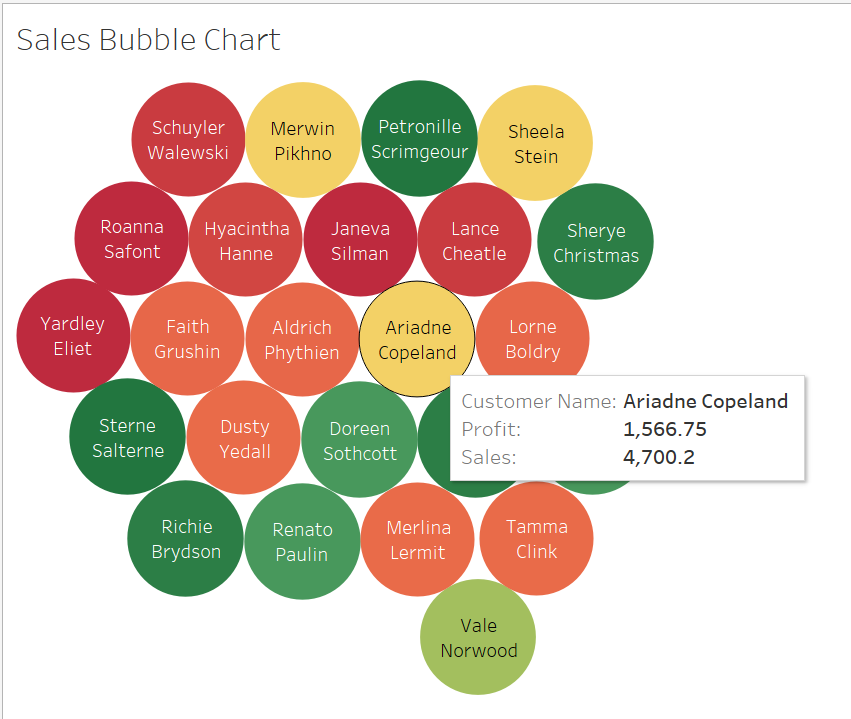 Sales Bubble Chart
Schuyler
Walewski
Merwin
Pikhno
Petronille
Scrimgeour
Sheela
Stein
Roanna
Safont
Hyacintha
Hanne
Janeva
Silman
Lance
Cheatle
Sherye
Christmas
Yardley
Eliet
Faith
Grushin
Aldrich
Phythien
Ariadne
Copeland
Lorne
Boldry
Customer Name: Ariadne Copeland
Profit: 1,566.75
Sales: 4,700.2
Sterne
Salterne
Dusty
Yedall
Doreen
Sothcott
Richie
Brydson
Renato
Paulin
Merlina
Lermit
Tamma
Clink
Vale
Norwood